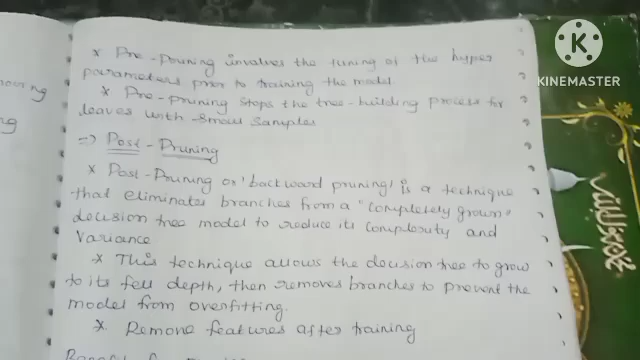 * Pre-Pruning involves the tuning of the hyper
parameters prior to training the model.
* Pre-pruning stops the tree-building process for
leaves with small samples
=> Post-Pruning
* Post-Pruning or 'backward pruning' is a technique
that eliminates branches from a "completely grown"
decision tree model to reduce its complexity and
variance
* This technique allows the decision tree to grow
to its full depth, then removes branches to prevent the
model from overfitting.
* Remove features after training
K
KINEMASTER